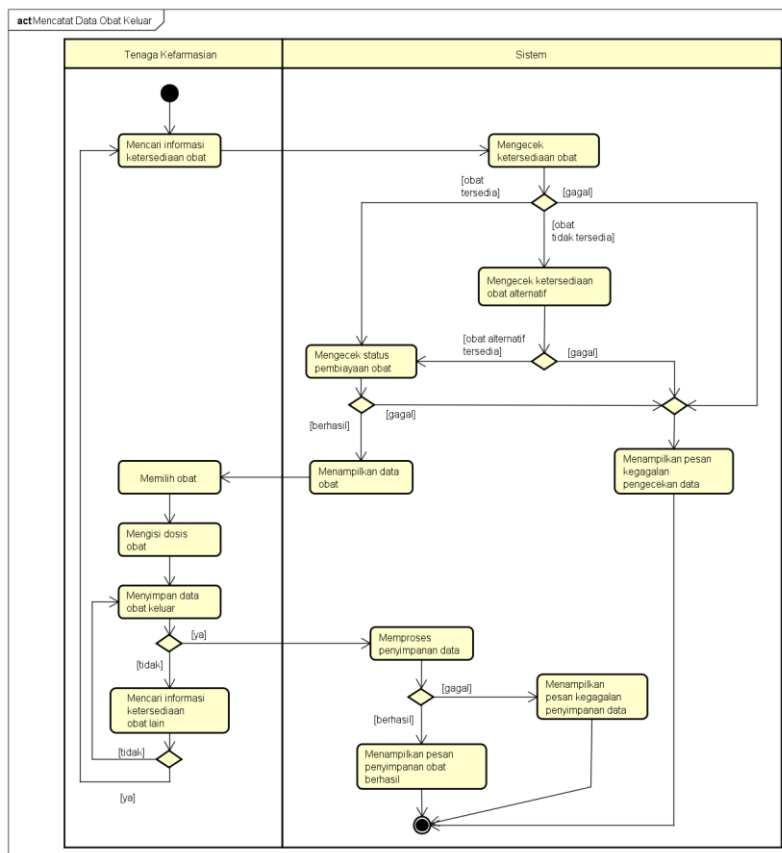 act Mencatat Data Obat Keluar
Tenaga Kefarmasian
Sistem
Mencari informasi
ketersediaan obat
Mengecek
ketersediaan obat
[obat
tersedia]
[gagal]
[obat
tidak tersedia]
Mengecek ketersediaan
obat alternatif
[obat alternatif
tersedia]
[gagal]
Mengecek status
pembiayaan obat
[berhasil]
[gagal]
Memilih obat
Menampilkan data
obat
Menampilkan pesan
kegagalan
pengecekan data
Mengisi dosis
obat
Menyimpan data
obat keluar
[ya]
[tidak]
Memproses
penyimpanan data
[gagal]
[berhasil]
Menampilkan
pesan kegagalan
penyimpanan data
Mencari informasi
ketersediaan
obat lain
[tidak]
[ya]
Menampilkan pesan
penyimpanan obat
berhasil